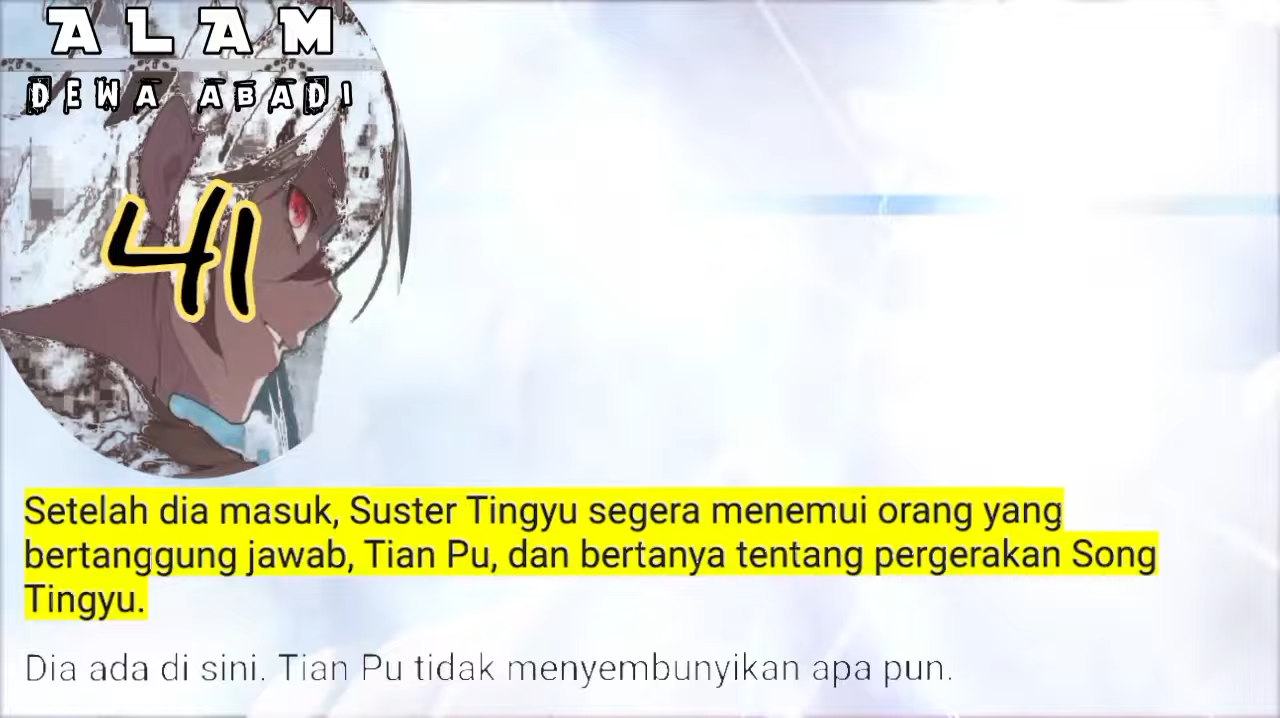 ALAM
DEWA ABADI
41
Setelah dia masuk, Suster Tingyu segera menemui orang yang
bertanggung jawab, Tian Pu, dan bertanya tentang pergerakan Song
Tingyu.
Dia ada di sini. Tian Pu tidak menyembunyikan apa pun.